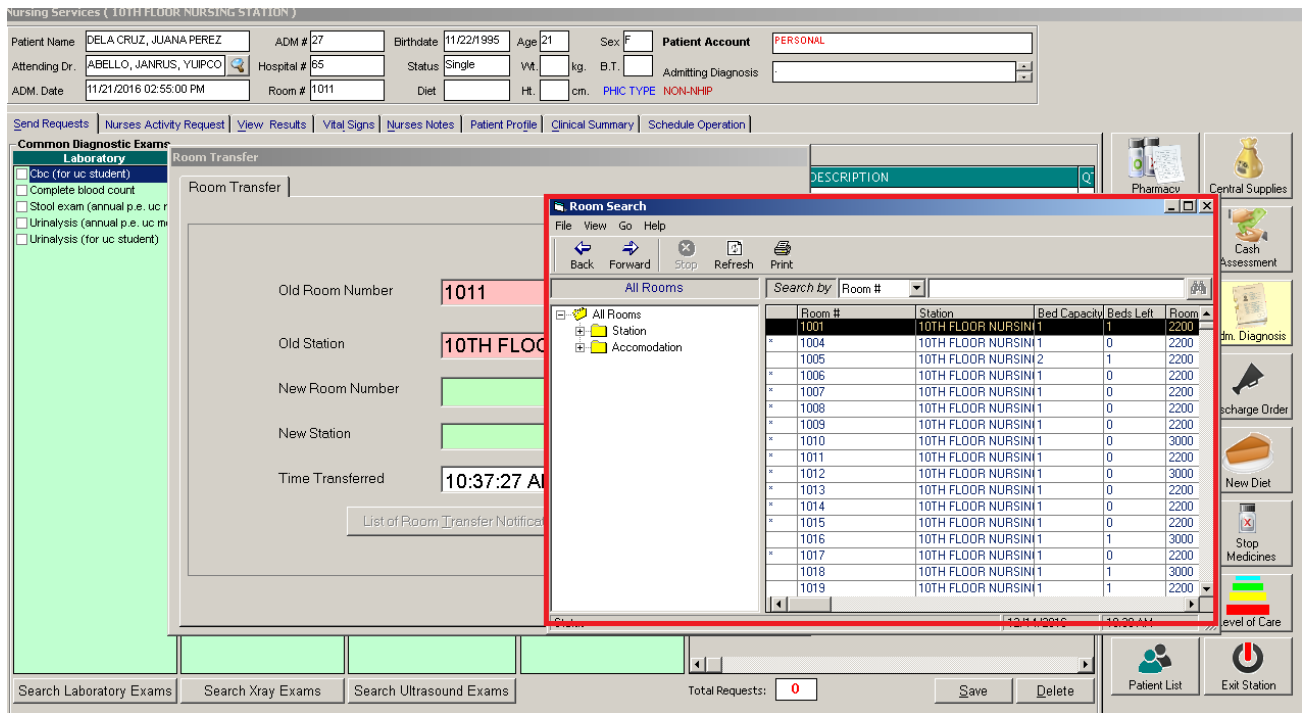 Nursing Services ( 10TH FLOOR NURSING STATION )
Patient Name DELA CRUZ, JUANA PEREZ ADM # 27 Birthdate 11/22/1995 Age 21 Sex F Patient Account PERSONAL
Attending Dr. ABELLO, JANRUS, YUIPCO Hospital # 65 Status Single Wt. kg. B.T. Admitting Diagnosis .
ADM. Date 11/21/2016 02:55:00 PM Room # 1011 Diet Ht. cm. PHIC TYPE NON-NHIP
Send Requests Nurses Activity Request View Results Vital Signs Nurses Notes Patient Profile Clinical Summary Schedule Operation
Common Diagnostic Exams
Laboratory
Cbc (for uc student)
Complete blood count
Stool exam (annual p.e. uc
Urinalysis (annual p.e. uc
Urinalysis (for uc student)
Room Transfer
Room Transfer
Old Room Number 1011
Old Station 10TH FLOO
New Room Number
New Station
Time Transferred 10:37:27 A
List of Room Transfer Notificat
DESCRIPTION
Room Search
File View Go Help
Back Forward Stop Refresh Print
All Rooms Search by Room #
All Rooms
Station
Accomodation
Room # Station Bed Capacity Beds Left Room
1001 10TH FLOOR NURSIN 1 1 2200
* 1004 10TH FLOOR NURSIN 1 0 2200
1005 10TH FLOOR NURSIN 2 1 2200
* 1006 10TH FLOOR NURSIN 1 0 2200
* 1007 10TH FLOOR NURSIN 1 0 2200
* 1008 10TH FLOOR NURSIN 1 0 2200
* 1009 10TH FLOOR NURSIN 1 0 2200
* 1010 10TH FLOOR NURSIN 1 0 3000
* 1011 10TH FLOOR NURSIN 1 0 2200
* 1012 10TH FLOOR NURSIN 1 0 3000
* 1013 10TH FLOOR NURSIN 1 0 2200
* 1014 10TH FLOOR NURSIN 1 0 2200
* 1015 10TH FLOOR NURSIN 1 0 2200
1016 10TH FLOOR NURSIN 1 1 3000
* 1017 10TH FLOOR NURSIN 1 0 2200
1018 10TH FLOOR NURSIN 1 1 3000
1019 10TH FLOOR NURSIN 1 1 2200
Status 12/14/2016
Pharmacy Central Supplies
Cash
Assessment
dm. Diagnosis
scharge Order
New Diet
Stop
Medicines
evel of Care
Patient List Exit Station
Search Laboratory Exams Search Xray Exams Search Ultrasound Exams Total Requests: 0 Save Delete